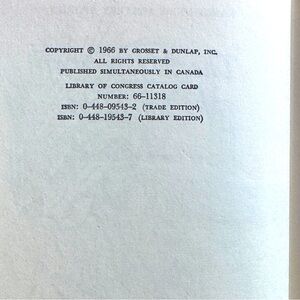 COPYRIGHT © 1966 BY GROSSET & DUNLAP, INC.
ALL RIGHTS RESERVED
PUBLISHED SIMULTANEOUSLY IN CANADA
LIBRARY OF CONGRESS CATALOG CARD
NUMBER: 66-11318
ISBN: 0-448-09543-2 (TRADE EDITION)
ISBN: 0-448-19543-7 (LIBRARY EDITION)